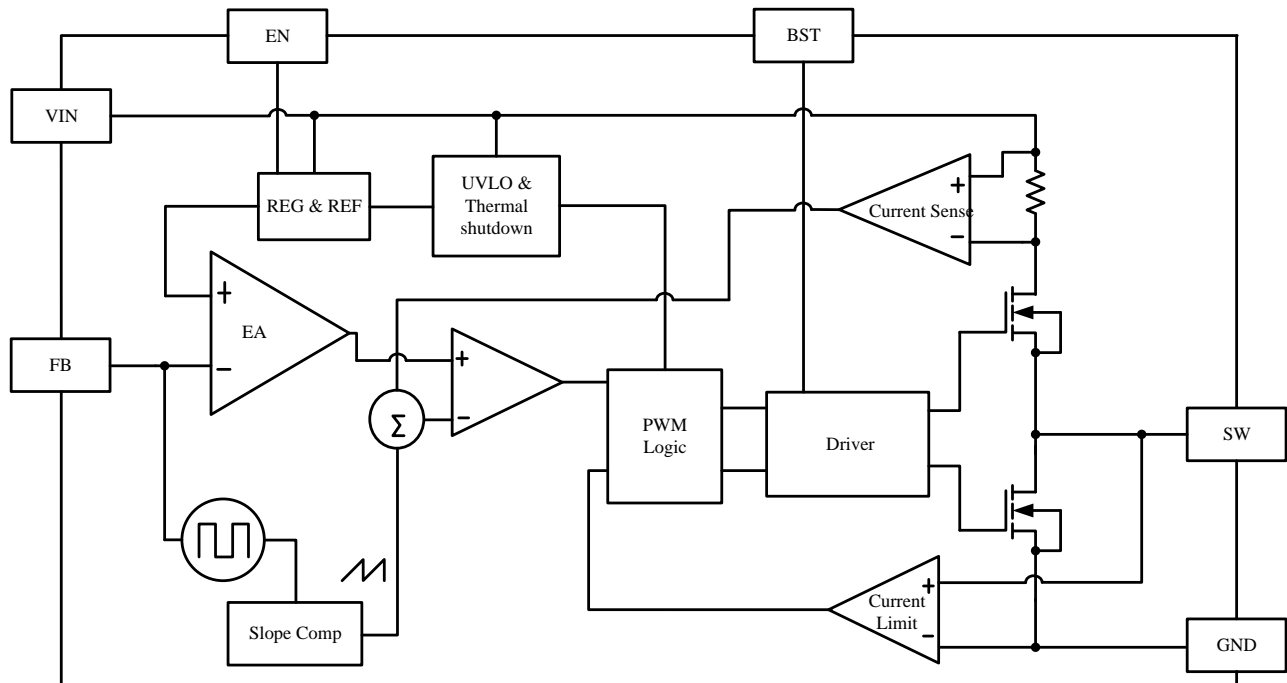 EN
BST
VIN
UVLO &
Thermal
shutdown
REG & REF
+
Current Sense
−
+
EA
−
FB
+
−
Σ
PWM
Logic
Driver
SW
Slope Comp
+
Current
Limit
−
GND